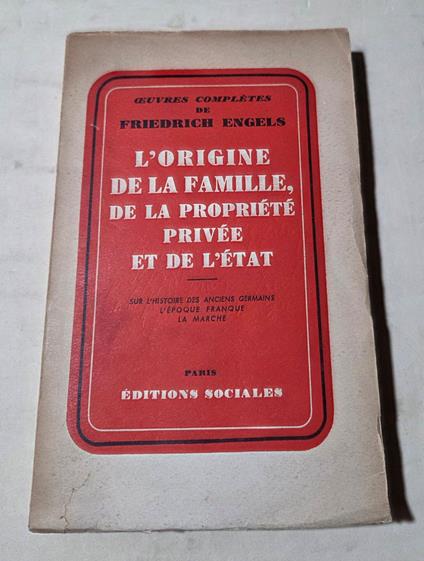 ŒUVRES COMPLÈTES
DE
FRIEDRICH ENGELS
L'ORIGINE
DE LA FAMILLE,
DE LA PROPRIÉTÉ
PRIVÉE
ET DE L'ÉTAT
SUR L'HISTOIRE DES ANCIENS GERMAINS
L'ÉPOQUE FRANQUE
LA MARCHE
PARIS
ÉDITIONS SOCIALES